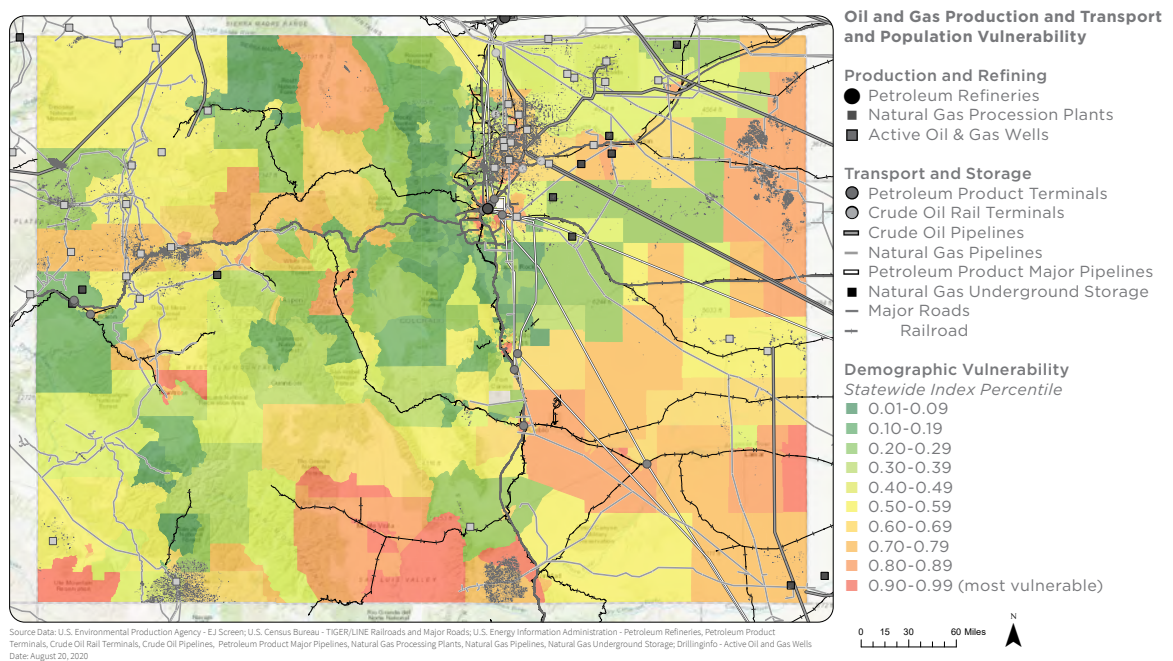 Oil and Gas Production and Transport
and Population Vulnerability
Production and Refining
Petroleum Refineries
Natural Gas Procession Plants
Active Oil & Gas Wells
Transport and Storage
Petroleum Product Terminals
Crude Oil Rail Terminals
Crude Oil Pipelines
Natural Gas Pipelines
Petroleum Product Major Pipelines
Natural Gas Underground Storage
Major Roads
Railroad
Demographic Vulnerability
Statewide Index Percentile
0.01-0.09
0.10-0.19
0.20-0.29
0.30-0.39
0.40-0.49
0.50-0.59
0.60-0.69
0.70-0.79
0.80-0.89
0.90-0.99 (most vulnerable)
N
0 15 30 60 Miles
SIERRA MADRE RANGE
SAN LUIS VALLEY
Source Data: U.S. Environmental Production Agency - EJ Screen; U.S. Census Bureau - TIGER/LINE Railroads and Major Roads; U.S. Energy Information Administration - Petroleum Refineries, Petroleum Product
Terminals, Crude Oil Rail Terminals, Crude Oil Pipelines, Petroleum Product Major Pipelines, Natural Gas Processing Plants, Natural Gas Pipelines, Natural Gas Underground Storage; Drillinginfo - Active Oil and Gas Wells
Date: August 20, 2020